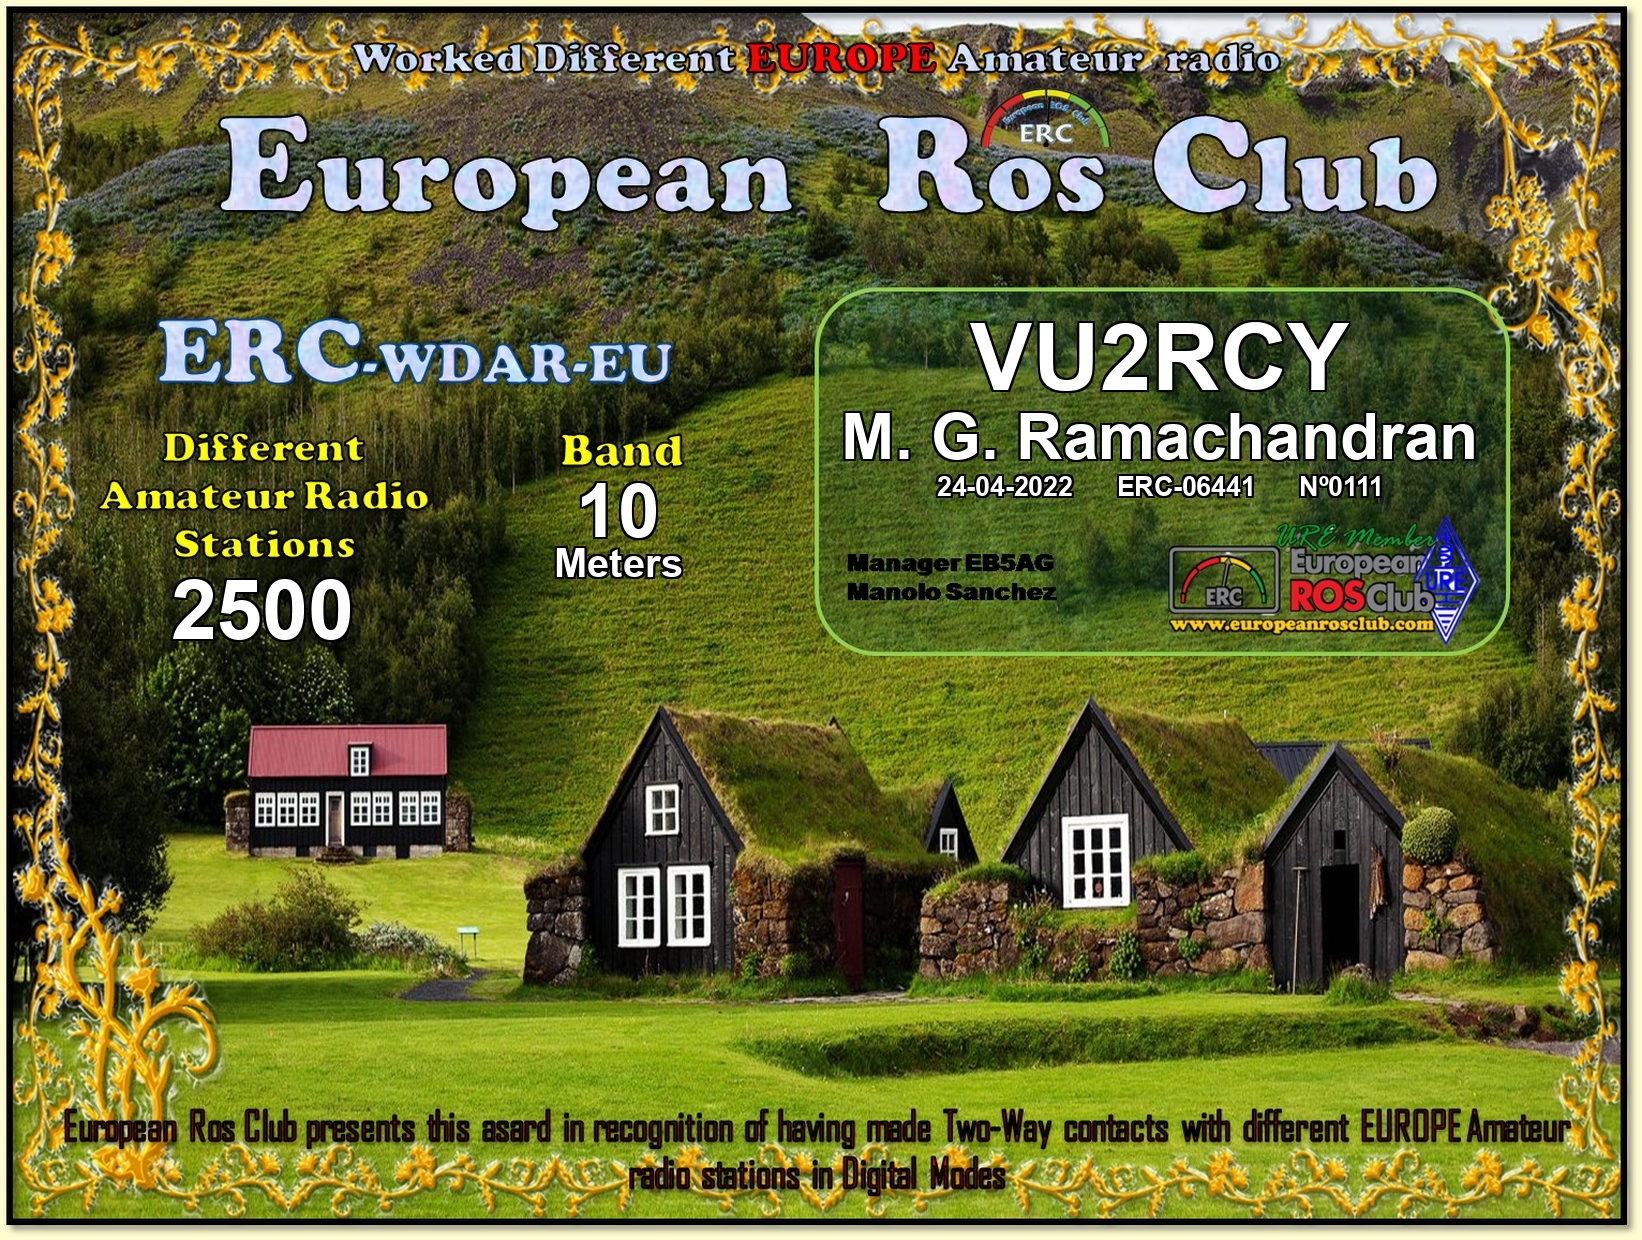 Worked Different EUROPE Amateur radio
European Ros Club
European ROS Club
ERC
ERC-WDAR-EU
Different
Amateur Radio
Stations
2500
Band
10
Meters
VU2RCY
M. G. Ramachandran
24-04-2022 ERC-06441 Nº0111
Manager EB5AG
Manolo Sanchez
URE Member
European
ROS Club
ERC
URE
www.europeanrosclub.com
European Ros Club presents this asard in recognition of having made Two-Way contacts with different EUROPE Amateur
radio stations in Digital Modes